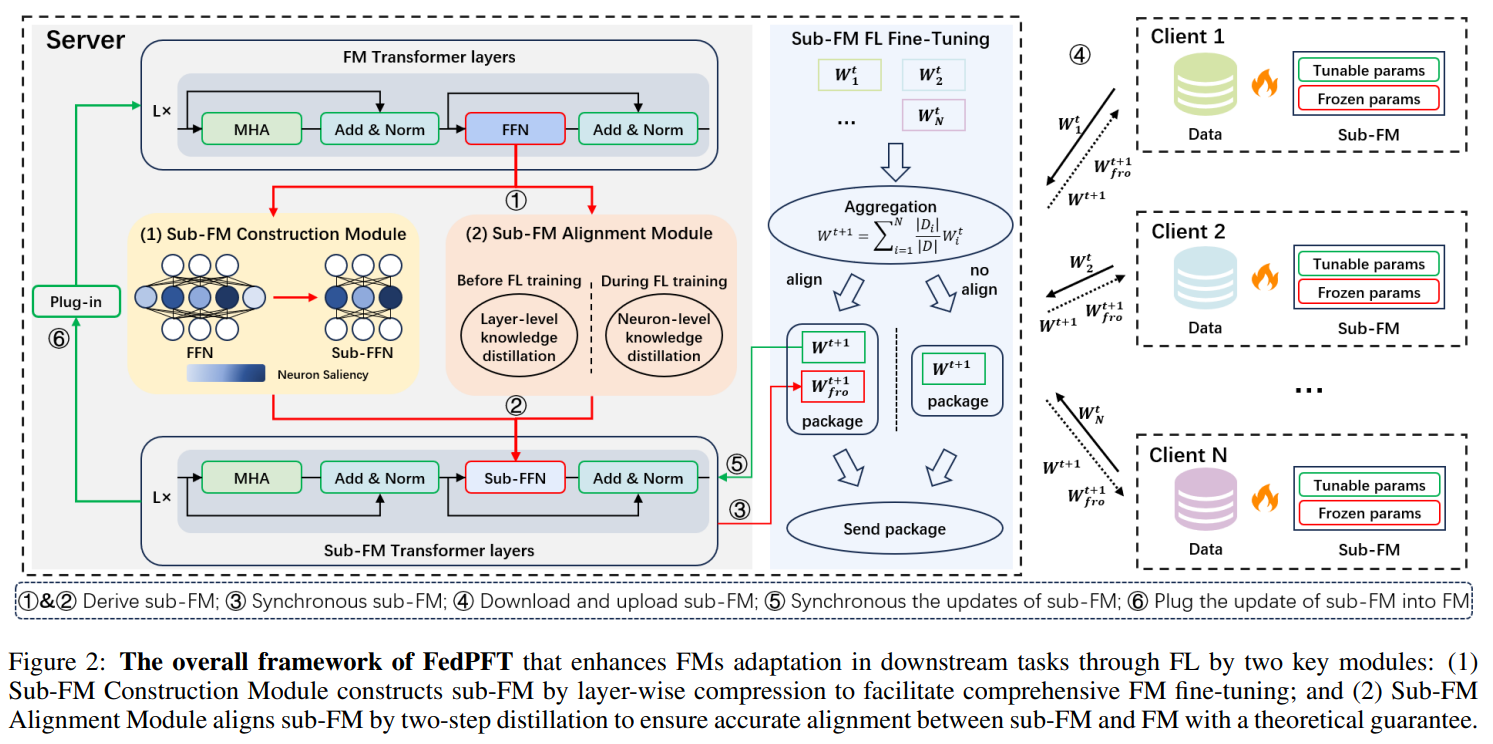 Server
FM Transformer layers
L×
MHA
Add & Norm
FFN
Add & Norm
①
(1) Sub-FM Construction Module
FFN
Sub-FFN
Neuron Saliency
(2) Sub-FM Alignment Module
Before FL training
During FL training
Layer-level
knowledge
distillation
Neuron-level
knowledge
distillation
②
Plug-in
⑥
L×
MHA
Add & Norm
Sub-FFN
Add & Norm
Sub-FM Transformer layers
⑤
③
Sub-FM FL Fine-Tuning
W_1^t
W_2^t
...
W_N^t
Aggregation
W^{t+1} = ∑_{i=1}^{N} |D_i|/|D| W_i^t
align
no
align
W^{t+1}
W_{fro}^{t+1}
package
W^{t+1}
package
Send package
④
W_1^t
W_{fro}^{t+1}
W^{t+1}
W_2^t
W^{t+1}
W_{fro}^{t+1}
W_N^t
W^{t+1}
W_{fro}^{t+1}
Client 1
Tunable params
Frozen params
Data
Sub-FM
Client 2
Tunable params
Frozen params
Data
Sub-FM
...
Client N
Tunable params
Frozen params
Data
Sub-FM
①&② Derive sub-FM; ③ Synchronous sub-FM; ④ Download and upload sub-FM; ⑤ Synchronous the updates of sub-FM; ⑥ Plug the update of sub-FM into FM
Figure 2: The overall framework of FedPFT that enhances FMs adaptation in downstream tasks through FL by two key modules: (1)
Sub-FM Construction Module constructs sub-FM by layer-wise compression to facilitate comprehensive FM fine-tuning; and (2) Sub-FM
Alignment Module aligns sub-FM by two-step distillation to ensure accurate alignment between sub-FM and FM with a theoretical guarantee.